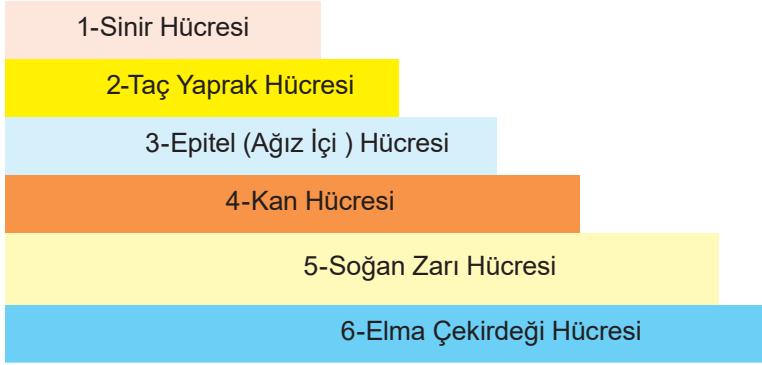 1-Sinir Hücresi
2-Taç Yaprak Hücresi
3-Epitel (Ağız İçi ) Hücresi
4-Kan Hücresi
5-Soğan Zarı Hücresi
6-Elma Çekirdeği Hücresi